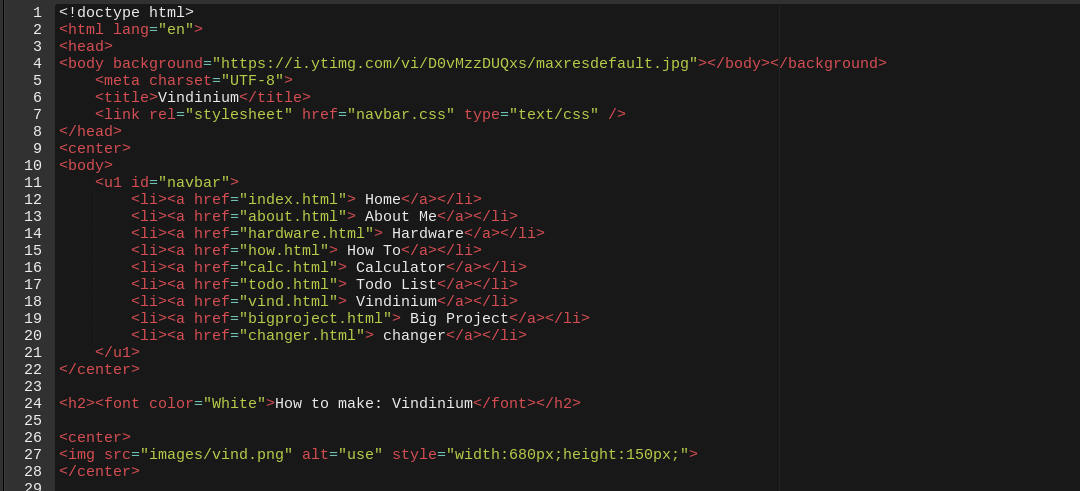 1 <!doctype html>
2 <html lang="en">
3 <head>
4 <body background="https://i.ytimg.com/vi/D0vMzzDUQxs/maxresdefault.jpg"></body></background>
5     <meta charset="UTF-8">
6     <title>Vindinium</title>
7     <link rel="stylesheet" href="navbar.css" type="text/css" />
8 </head>
9 <center>
10 <body>
11     <u1 id="navbar">
12         <li><a href="index.html"> Home</a></li>
13         <li><a href="about.html"> About Me</a></li>
14         <li><a href="hardware.html"> Hardware</a></li>
15         <li><a href="how.html"> How To</a></li>
16         <li><a href="calc.html"> Calculator</a></li>
17         <li><a href="todo.html"> Todo List</a></li>
18         <li><a href="vind.html"> Vindinium</a></li>
19         <li><a href="bigproject.html"> Big Project</a></li>
20         <li><a href="changer.html"> changer</a></li>
21     </u1>
22 </center>
23
24 <h2><font color="White">How to make: Vindinium</font></h2>
25
26 <center>
27 <img src="images/vind.png" alt="use" style="width:680px;height:150px;">
28 </center>
29